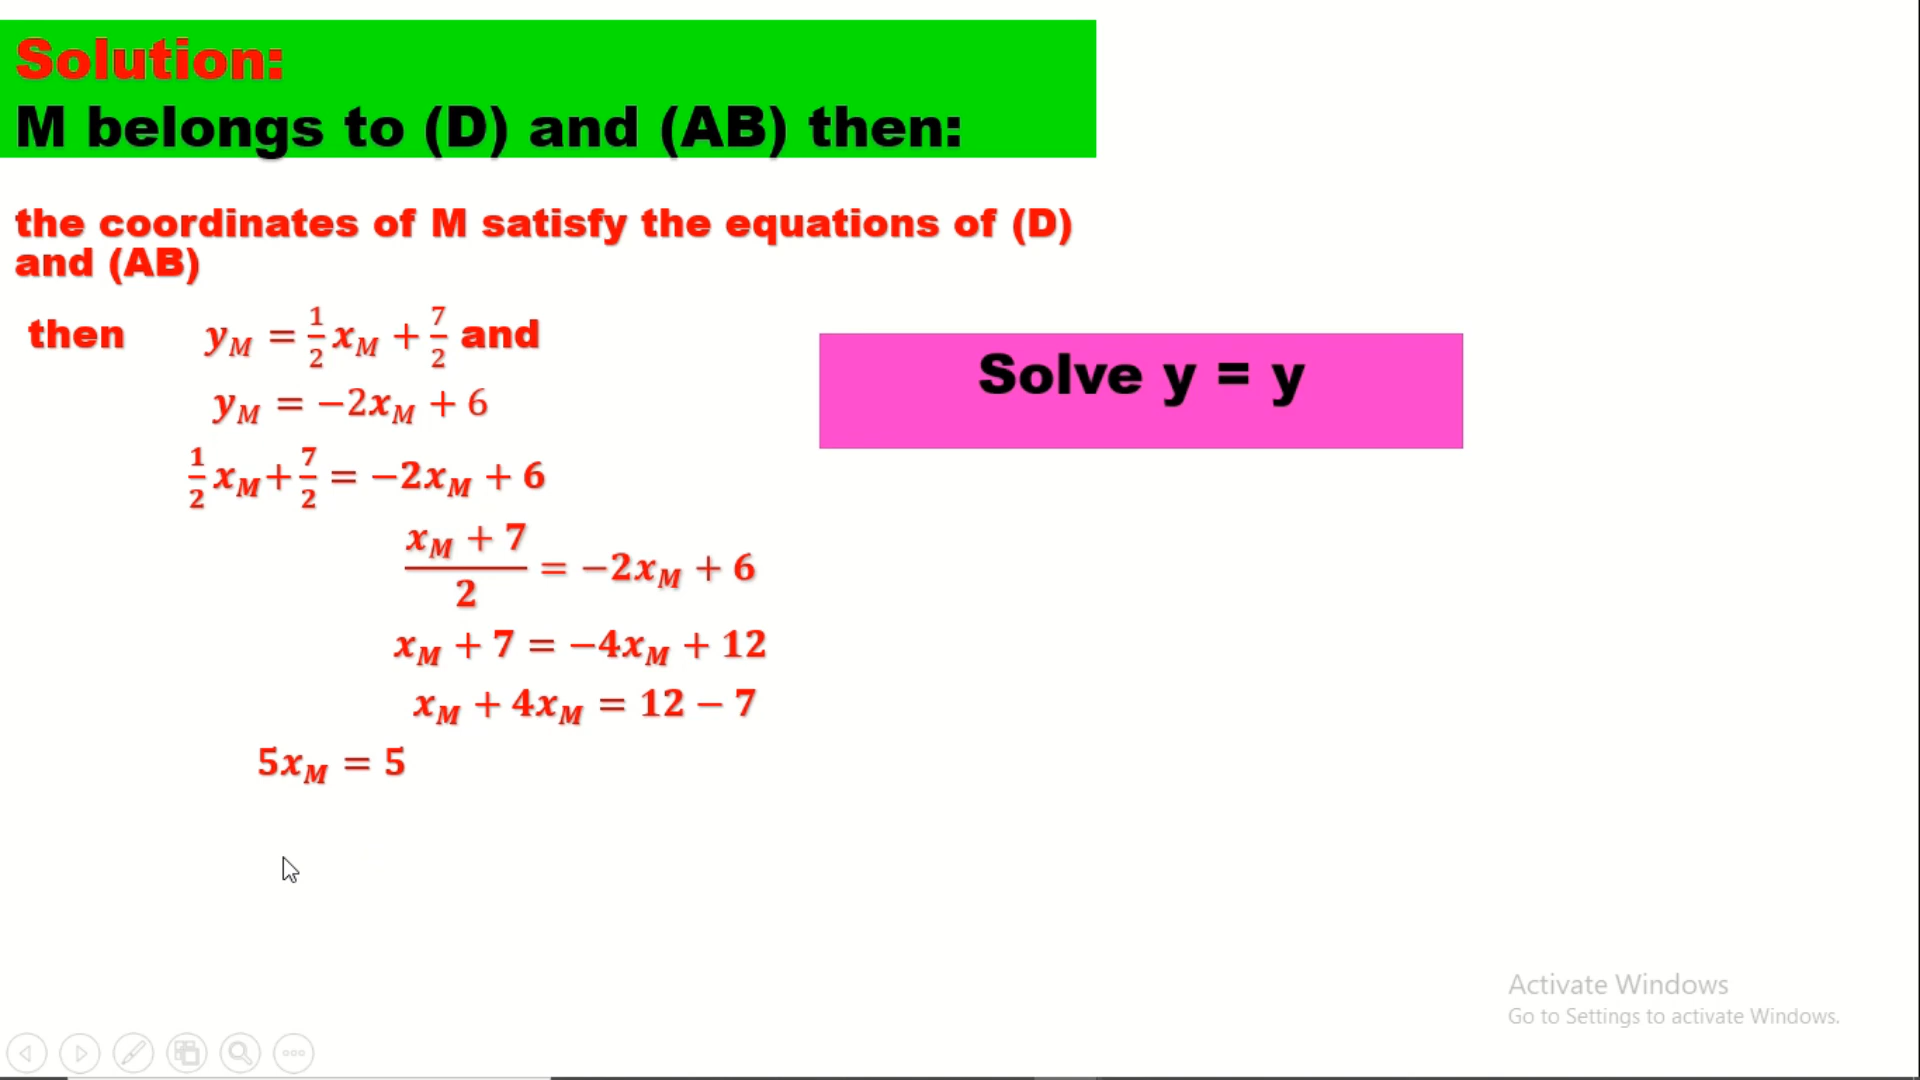 Solution:
M belongs to (D) and (AB) then:
the coordinates of M satisfy the equations of (D)
and (AB)
then y_M = 1/2 x_M + 7/2 and
y_M = −2x_M + 6
1/2 x_M + 7/2 = −2x_M + 6
(x_M + 7)/2 = −2x_M + 6
x_M + 7 = −4x_M + 12
x_M + 4x_M = 12 − 7
5x_M = 5
Solve y = y
Activate Windows
Go to Settings to activate Windows.